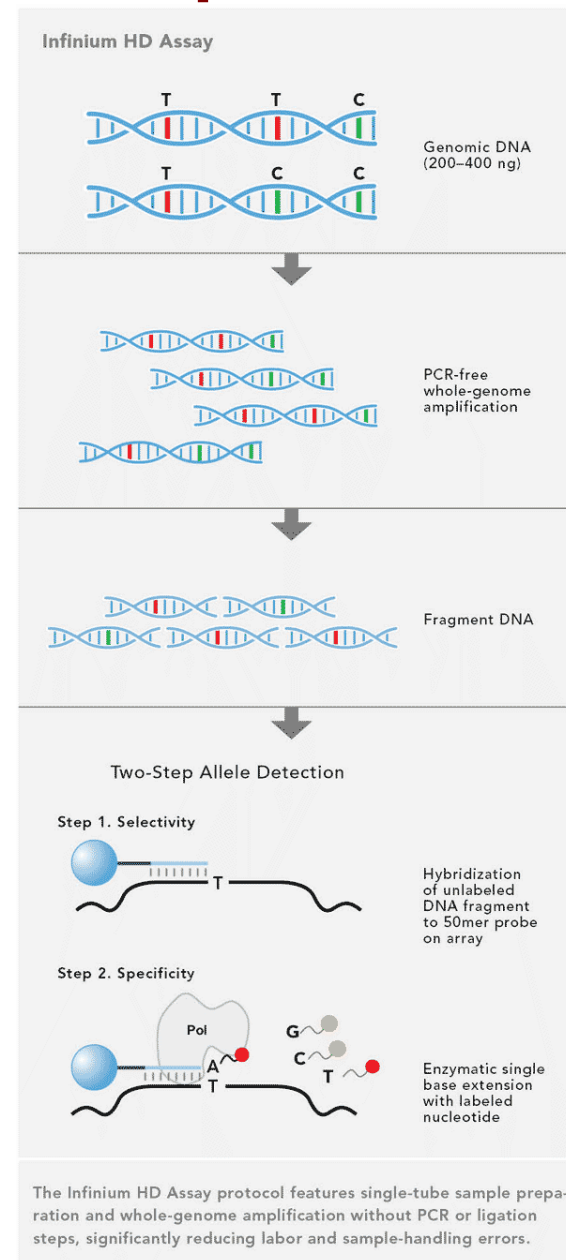 Infinium HD Assay
T T C
T C C
Genomic DNA
(200–400 ng)
PCR-free
whole-genome
amplification
Fragment DNA
Two-Step Allele Detection
Step 1. Selectivity
T
Hybridization
of unlabeled
DNA fragment
to 50mer probe
on array
Step 2. Specificity
Pol
G
A
C
T
T
Enzymatic single
base extension
with labeled
nucleotide
The Infinium HD Assay protocol features single-tube sample prepa-
ration and whole-genome amplification without PCR or ligation
steps, significantly reducing labor and sample-handling errors.